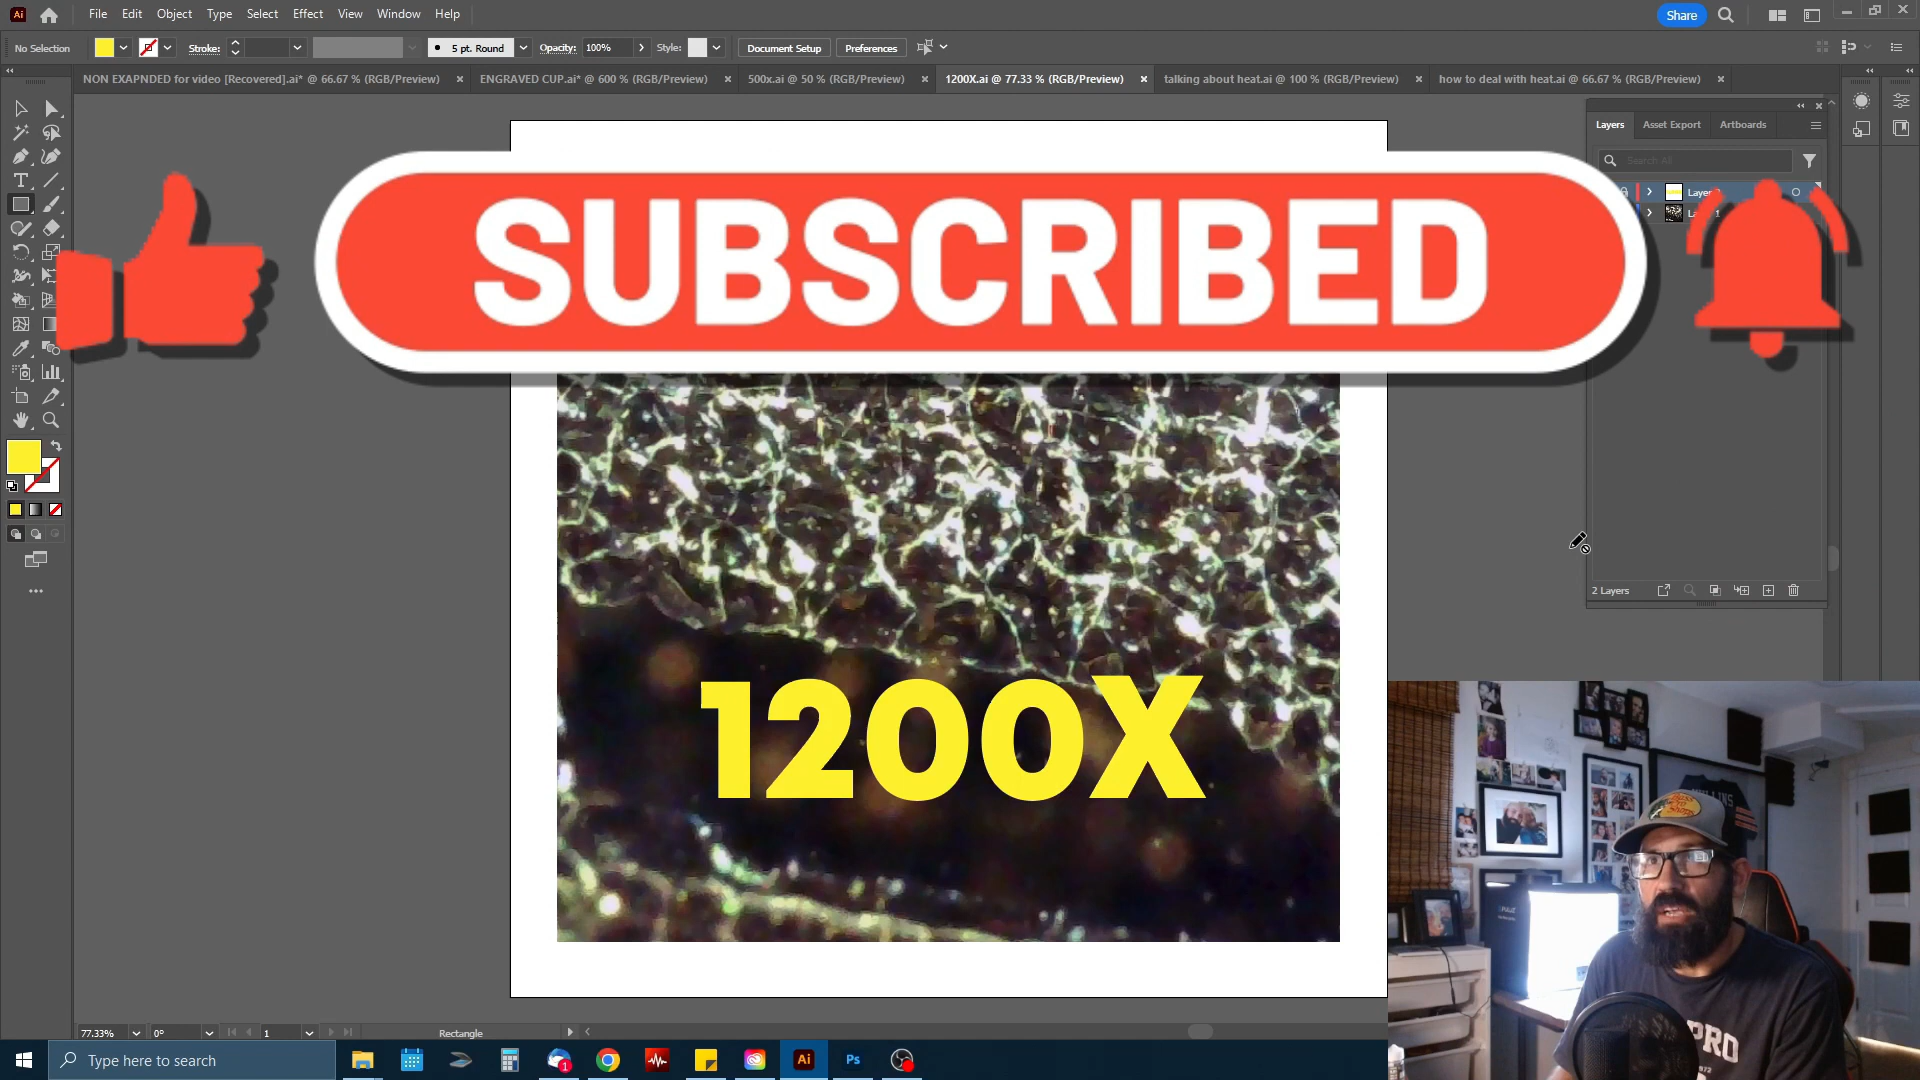 File Edit Object Type Select Effect View Window Help
Share
No Selection
Stroke:
5 pt. Round
Opacity: 100%
Style:
Document Setup
Preferences
NON EXAPNDED for video [Recovered].ai* @ 66.67 % (RGB/Preview)
ENGRAVED CUP.ai* @ 600 % (RGB/Preview)
500x.ai @ 50 % (RGB/Preview)
1200X.ai @ 77.33 % (RGB/Preview)
talking about heat.ai @ 100 % (RGB/Preview)
how to deal with heat.ai @ 66.67 % (RGB/Preview)
Layers Asset Export Artboards
Search All
SUBSCRIBED
2 Layers
1200X
77.33% 0° 1 Rectangle
Type here to search
Ai
Ps